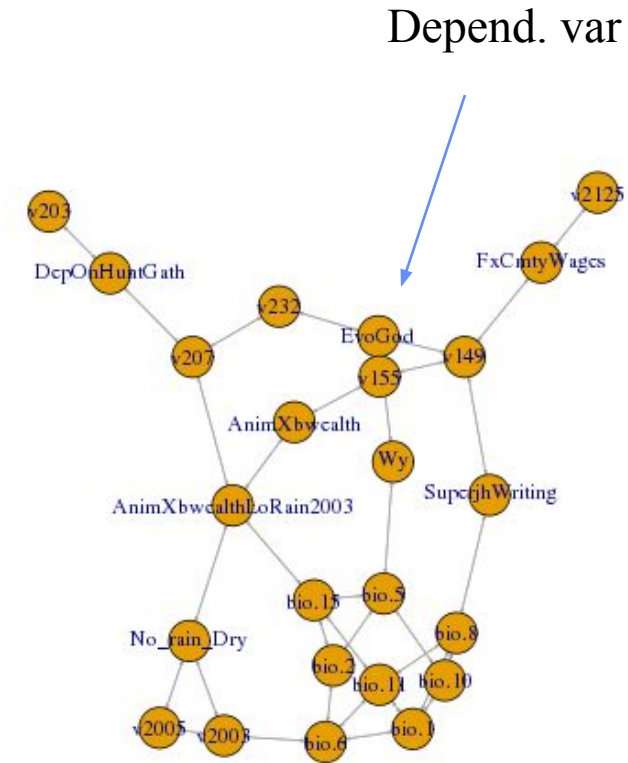 Depend. var
v2125
v203
FxCmtyWages
DepOnHuntGath
v232
EvoGod
v207
v149
v155
AnimXbwealth
Wy
SuperjhWriting
AnimXbwealthLoRain2003
bio.15
bio.5
bio.8
No_rain_Dry
bio.2
bio.11
bio.10
v2005
v2003
bio.6
bio.1